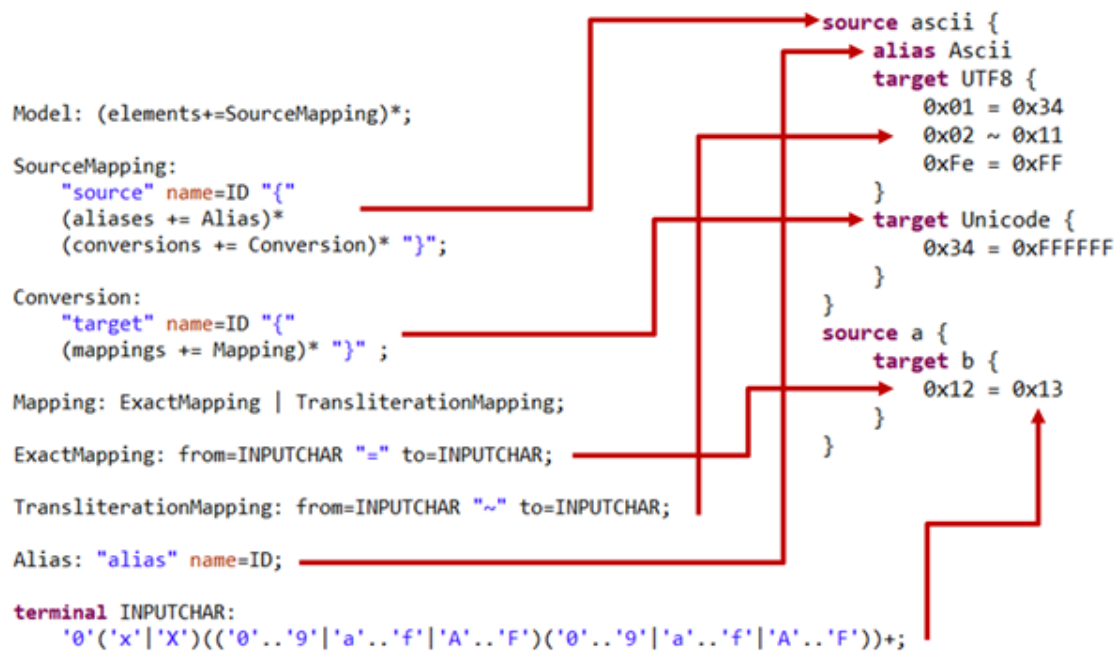 Model: (elements+=SourceMapping)*;
SourceMapping:
"source" name=ID "{"
(aliases += Alias)*
(conversions += Conversion)* "}";
Conversion:
"target" name=ID "{"
(mappings += Mapping)* "}" ;
Mapping: ExactMapping | TransliterationMapping;
ExactMapping: from=INPUTCHAR "=" to=INPUTCHAR;
TransliterationMapping: from=INPUTCHAR "~" to=INPUTCHAR;
Alias: "alias" name=ID;
terminal INPUTCHAR:
'0'('x'|'X')(('0'..'9'|'a'..'f'|'A'..'F')('0'..'9'|'a'..'f'|'A'..'F'))+;
source ascii {
alias Ascii
target UTF8 {
0x01 = 0x34
0x02 ~ 0x11
0xFe = 0xFF
}
target Unicode {
0x34 = 0xFFFFFF
}
}
source a {
target b {
0x12 = 0x13
}
}